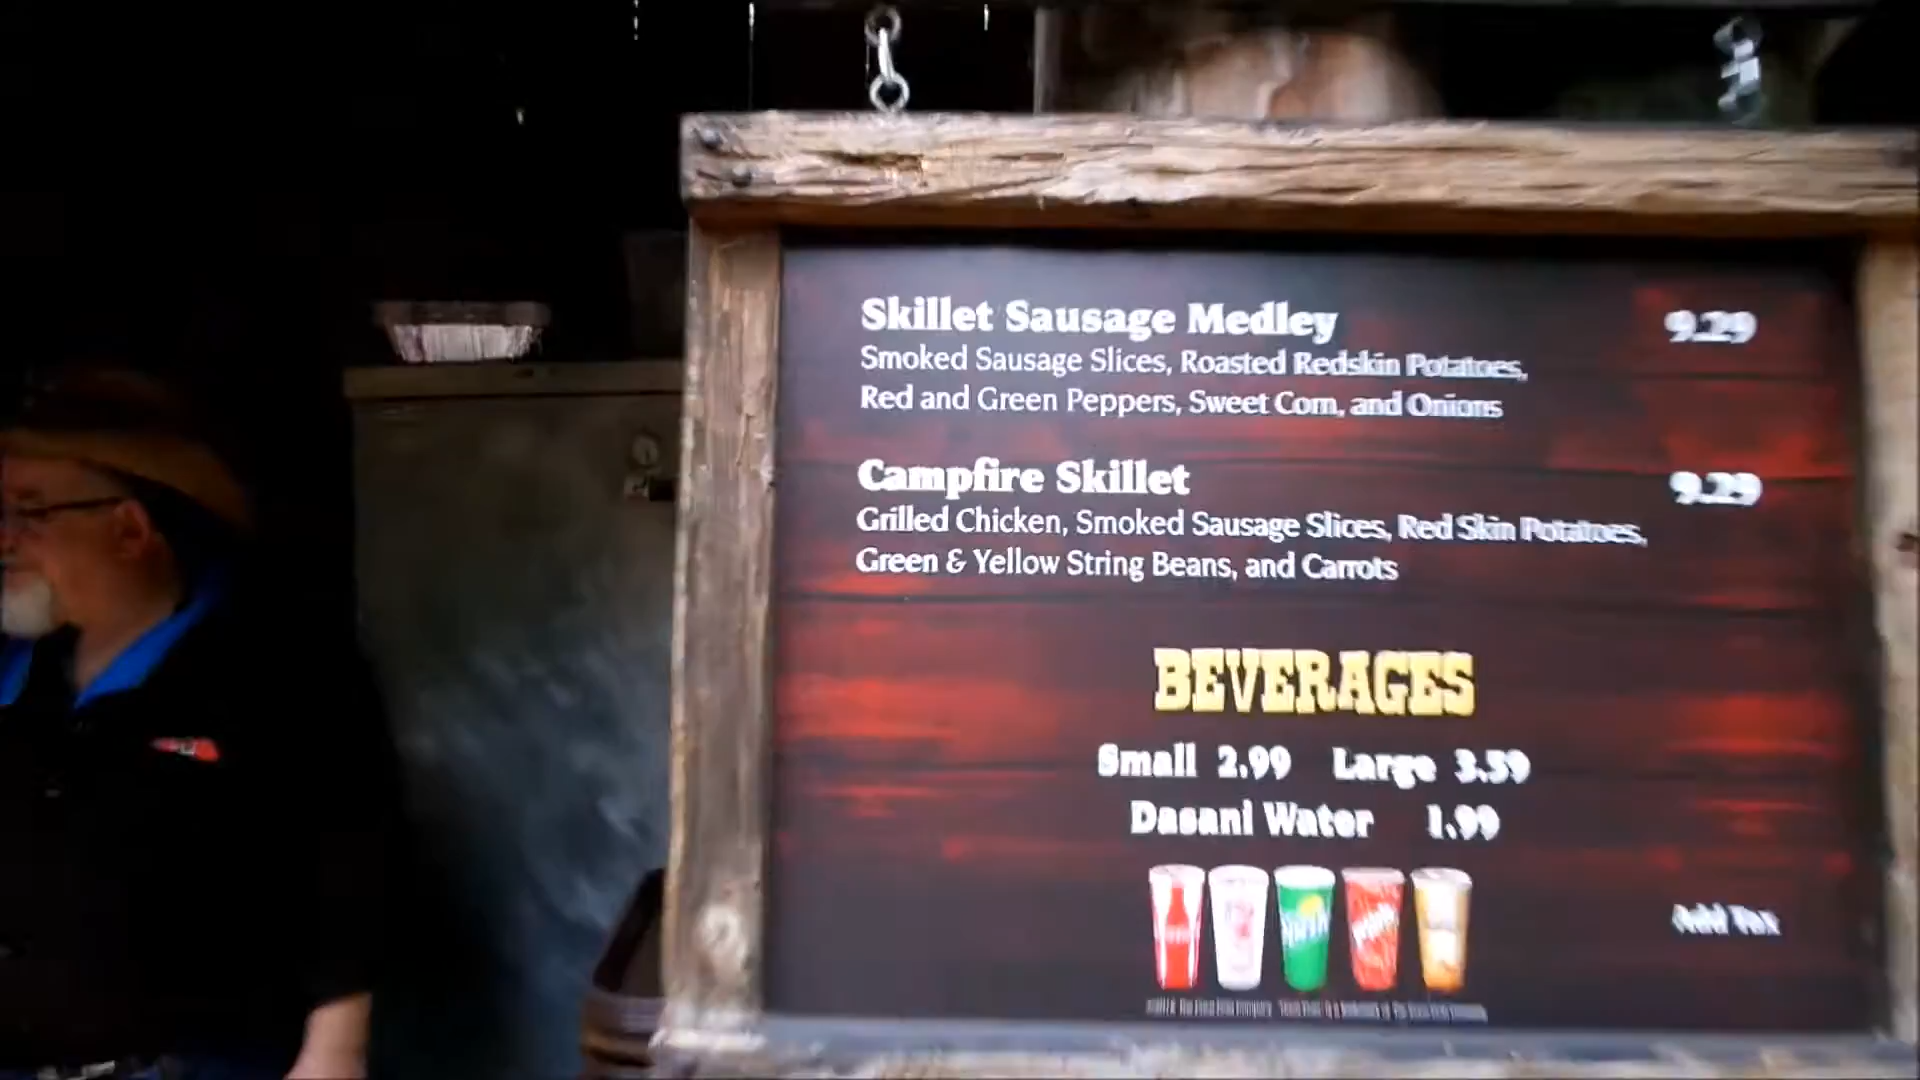 Skillet Sausage Medley 9.29
Smoked Sausage Slices, Roasted Redskin Potatoes,
Red and Green Peppers, Sweet Corn, and Onions
Campfire Skillet 9.29
Grilled Chicken, Smoked Sausage Slices, Red Skin Potatoes,
Green & Yellow String Beans, and Carrots
BEVERAGES
Small 2.99 Large 3.59
Dasani Water 1.99
Add Tax